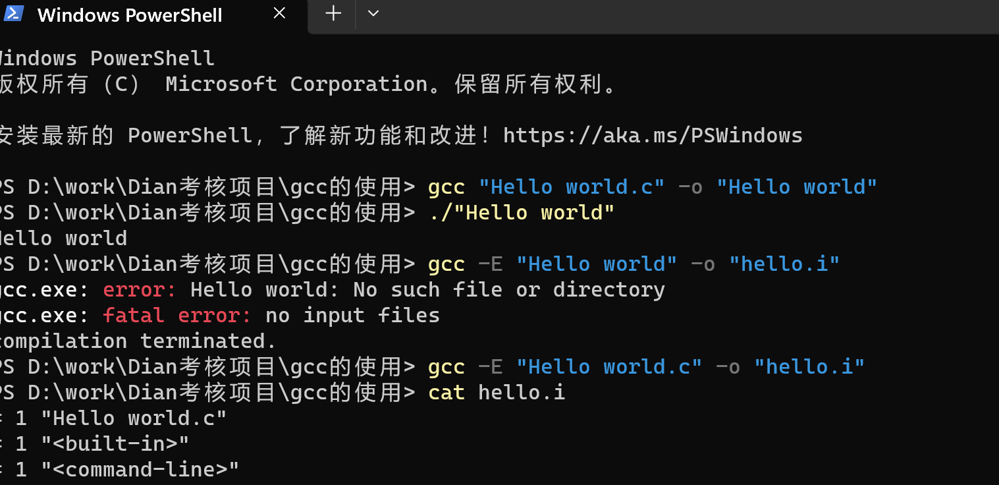 Windows PowerShell
Windows PowerShell
版权所有（C） Microsoft Corporation。保留所有权利。
安装最新的 PowerShell，了解新功能和改进！https://aka.ms/PSWindows
PS D:\work\Dian考核项目\gcc的使用> gcc "Hello world.c" -o "Hello world"
PS D:\work\Dian考核项目\gcc的使用> ./"Hello world"
Hello world
PS D:\work\Dian考核项目\gcc的使用> gcc -E "Hello world" -o "hello.i"
gcc.exe: error: Hello world: No such file or directory
gcc.exe: fatal error: no input files
compilation terminated.
PS D:\work\Dian考核项目\gcc的使用> gcc -E "Hello world.c" -o "hello.i"
PS D:\work\Dian考核项目\gcc的使用> cat hello.i
# 1 "Hello world.c"
# 1 "<built-in>"
# 1 "<command-line>"